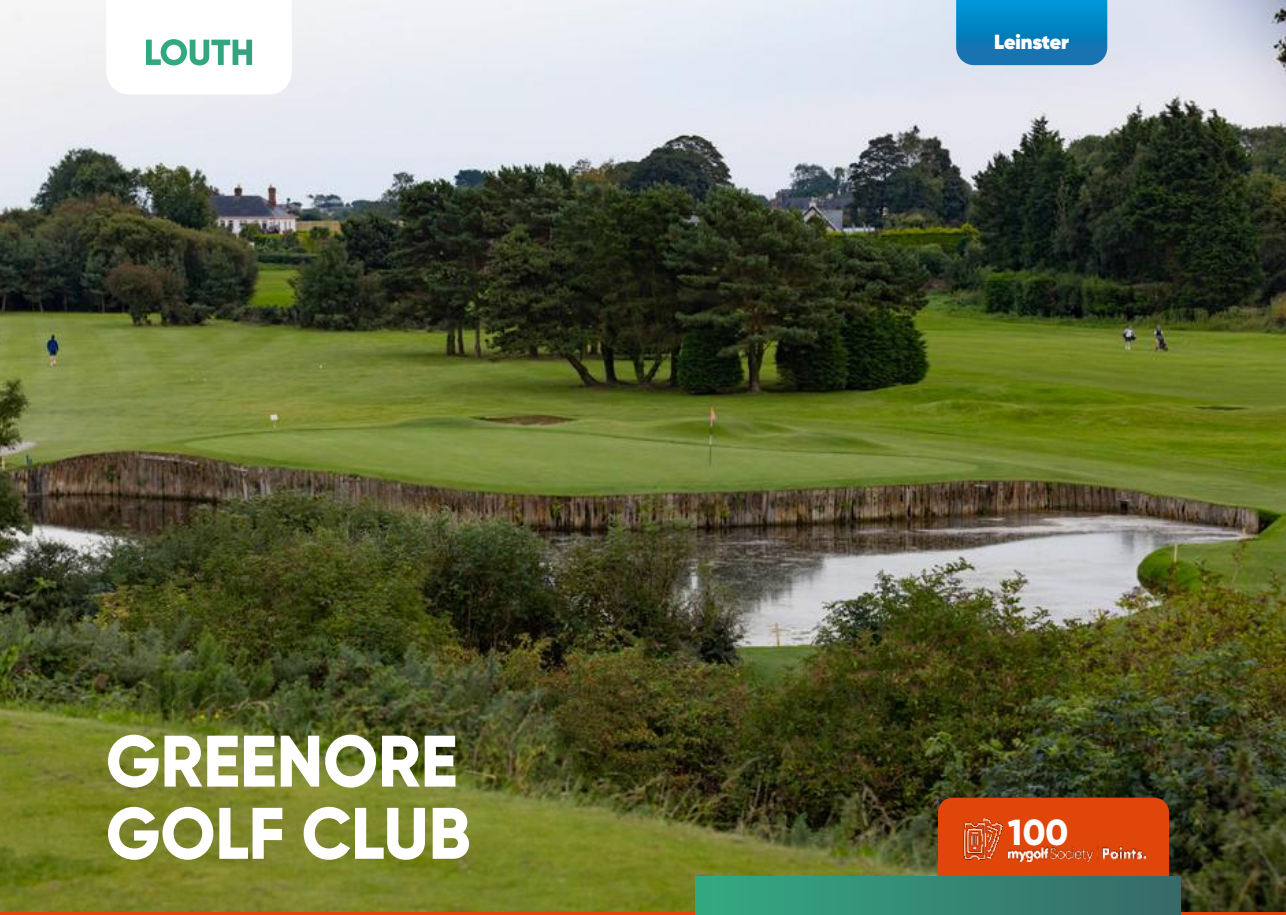 LOUTH
Leinster
GREENORE
GOLF CLUB
100
mygolf Society Points.